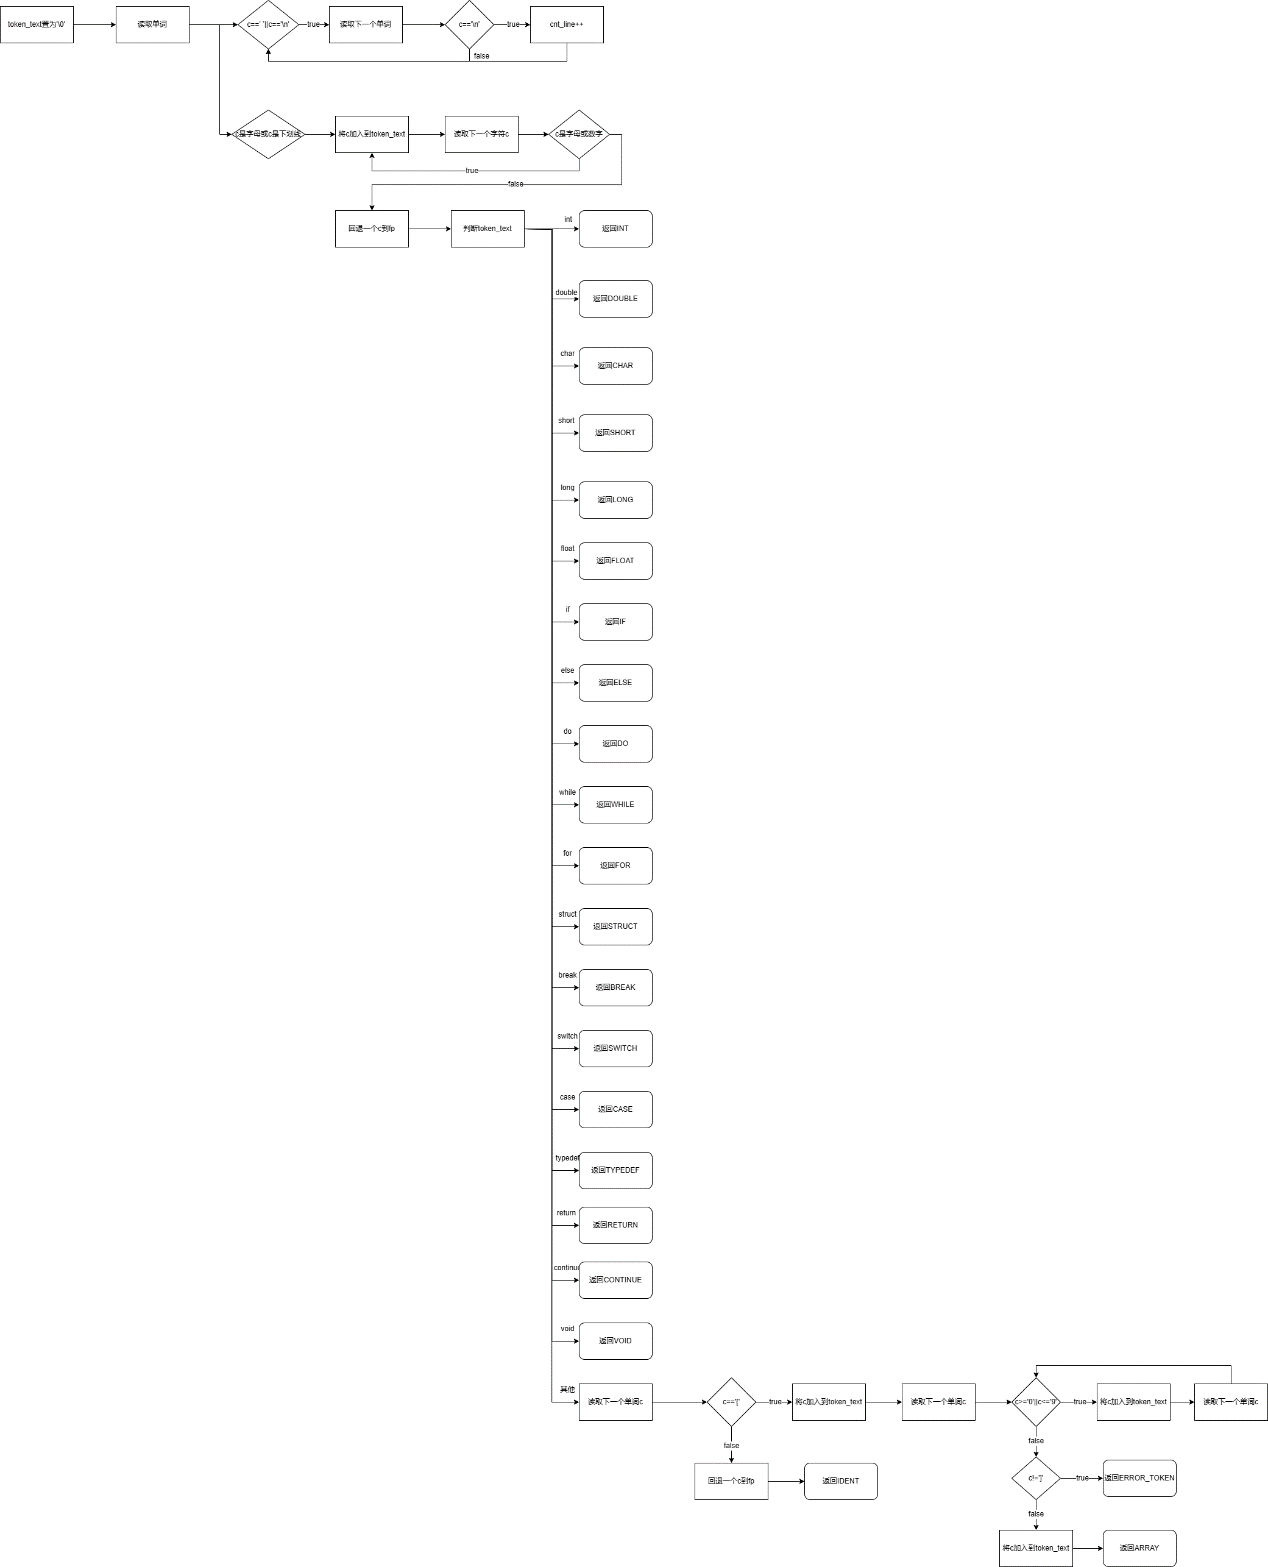 token_text置为'\0'
读取单词
c==' '||c=='\n'
true
读取下一个单词
c=='\n'
true
cnt_line++
false
c是字母或c是下划线
将c加入到token_text
读取下一个字符c
c是字母或数字
true
false
回退一个c到fp
判断token_text
int
返回INT
double
返回DOUBLE
char
返回CHAR
short
返回SHORT
long
返回LONG
float
返回FLOAT
if
返回IF
else
返回ELSE
do
返回DO
while
返回WHILE
for
返回FOR
struct
返回STRUCT
break
返回BREAK
switch
返回SWITCH
case
返回CASE
typedef
返回TYPEDEF
return
返回RETURN
continue
返回CONTINUE
void
返回VOID
其他
读取下一个单词c
c=='['
true
将c加入到token_text
读取下一个单词c
c>='0'||c<='9'
true
将c加入到token_text
读取下一个单词c
false
false
回退一个c到fp
返回IDENT
c!=']'
true
返回ERROR_TOKEN
false
将c加入到token_text
返回ARRAY